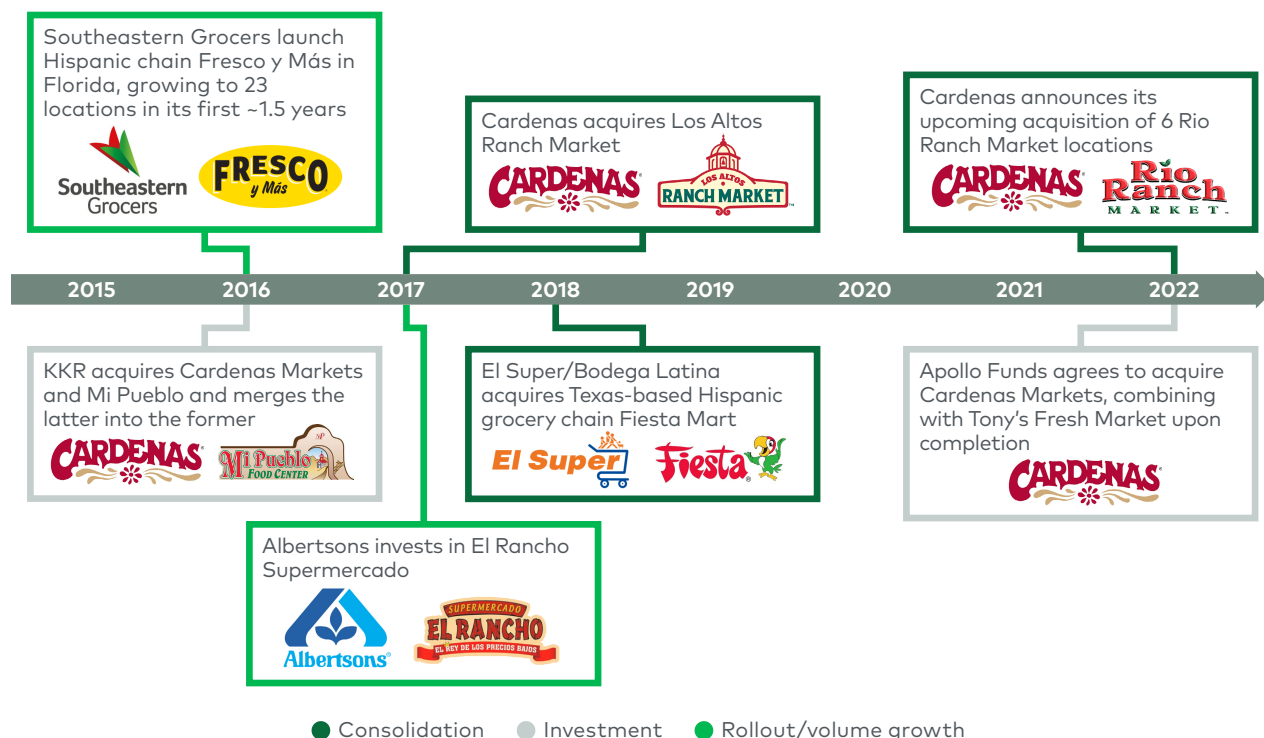 Southeastern Grocers launch
Hispanic chain Fresco y Más in
Florida, growing to 23
locations in its first ~1.5 years
Southeastern
Grocers
FRESCO
y Más
Cardenas acquires Los Altos
Ranch Market
CARDENAS
LOS ALTOS
RANCH MARKET
Cardenas announces its
upcoming acquisition of 6 Rio
Ranch Market locations
CARDENAS
Rio
Ranch
MARKET
2015 2016 2017 2018 2019 2020 2021 2022
KKR acquires Cardenas Markets
and Mi Pueblo and merges the
latter into the former
CARDENAS
MP
Mi Pueblo
FOOD CENTER
El Super/Bodega Latina
acquires Texas-based Hispanic
grocery chain Fiesta Mart
El Super
Fiesta
Apollo Funds agrees to acquire
Cardenas Markets, combining
with Tony's Fresh Market upon
completion
CARDENAS
Albertsons invests in El Rancho
Supermercado
Albertsons
SUPERMERCADO
EL RANCHO
EL REY DE LOS PRECIOS BAJOS
Consolidation Investment Rollout/volume growth